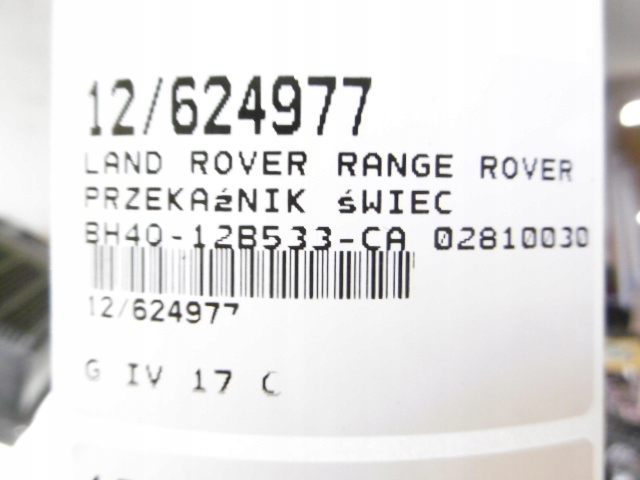 12/624977
LAND ROVER RANGE ROVER
PRZEKAźNIK śWIEC
BH40-12B533-CA 02810030
12/624977
G IV 17 C